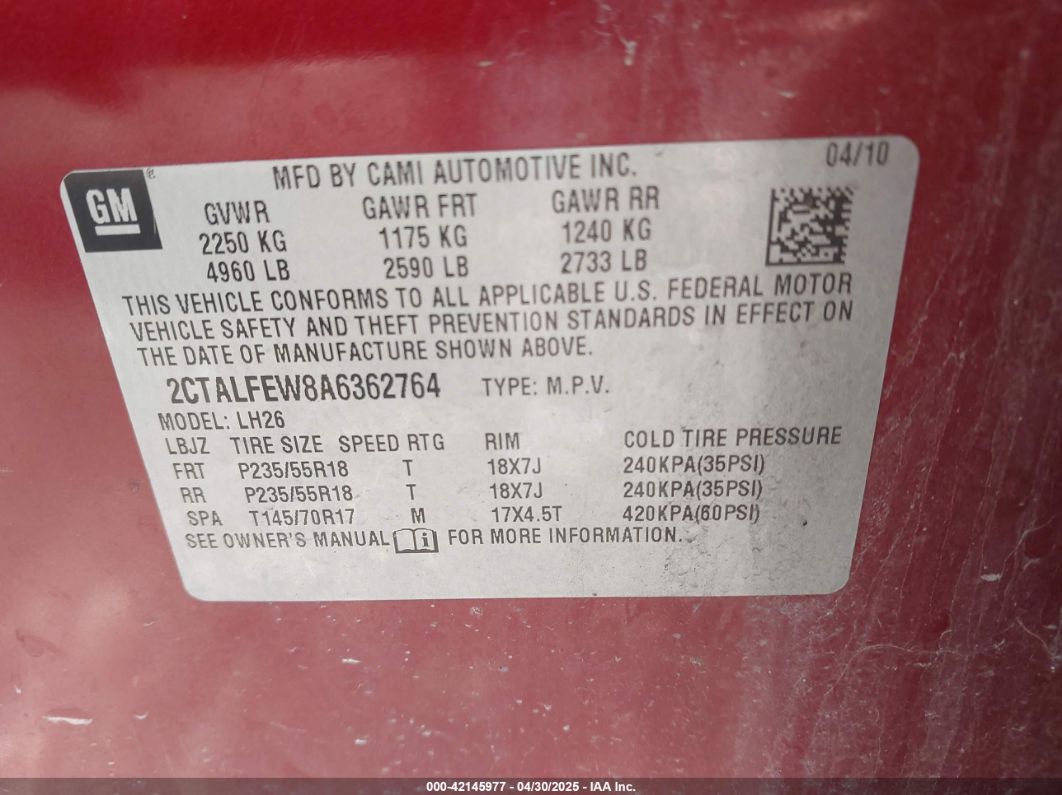 GM
®
MFD BY CAMI AUTOMOTIVE INC. 04/10
GVWR GAWR FRT GAWR RR
2250 KG 1175 KG 1240 KG
4960 LB 2590 LB 2733 LB
THIS VEHICLE CONFORMS TO ALL APPLICABLE U.S. FEDERAL MOTOR
VEHICLE SAFETY AND THEFT PREVENTION STANDARDS IN EFFECT ON
THE DATE OF MANUFACTURE SHOWN ABOVE.
2CTALFEW8A6362764 TYPE: M.P.V.
MODEL: LH26
LBJZ TIRE SIZE SPEED RTG RIM COLD TIRE PRESSURE
FRT P235/55R18 T 18X7J 240KPA(35PSI)
RR P235/55R18 T 18X7J 240KPA(35PSI)
SPA T145/70R17 M 17X4.5T 420KPA(60PSI)
SEE OWNER'S MANUAL i FOR MORE INFORMATION.
000-42145977 - 04/30/2025 - IAA Inc.